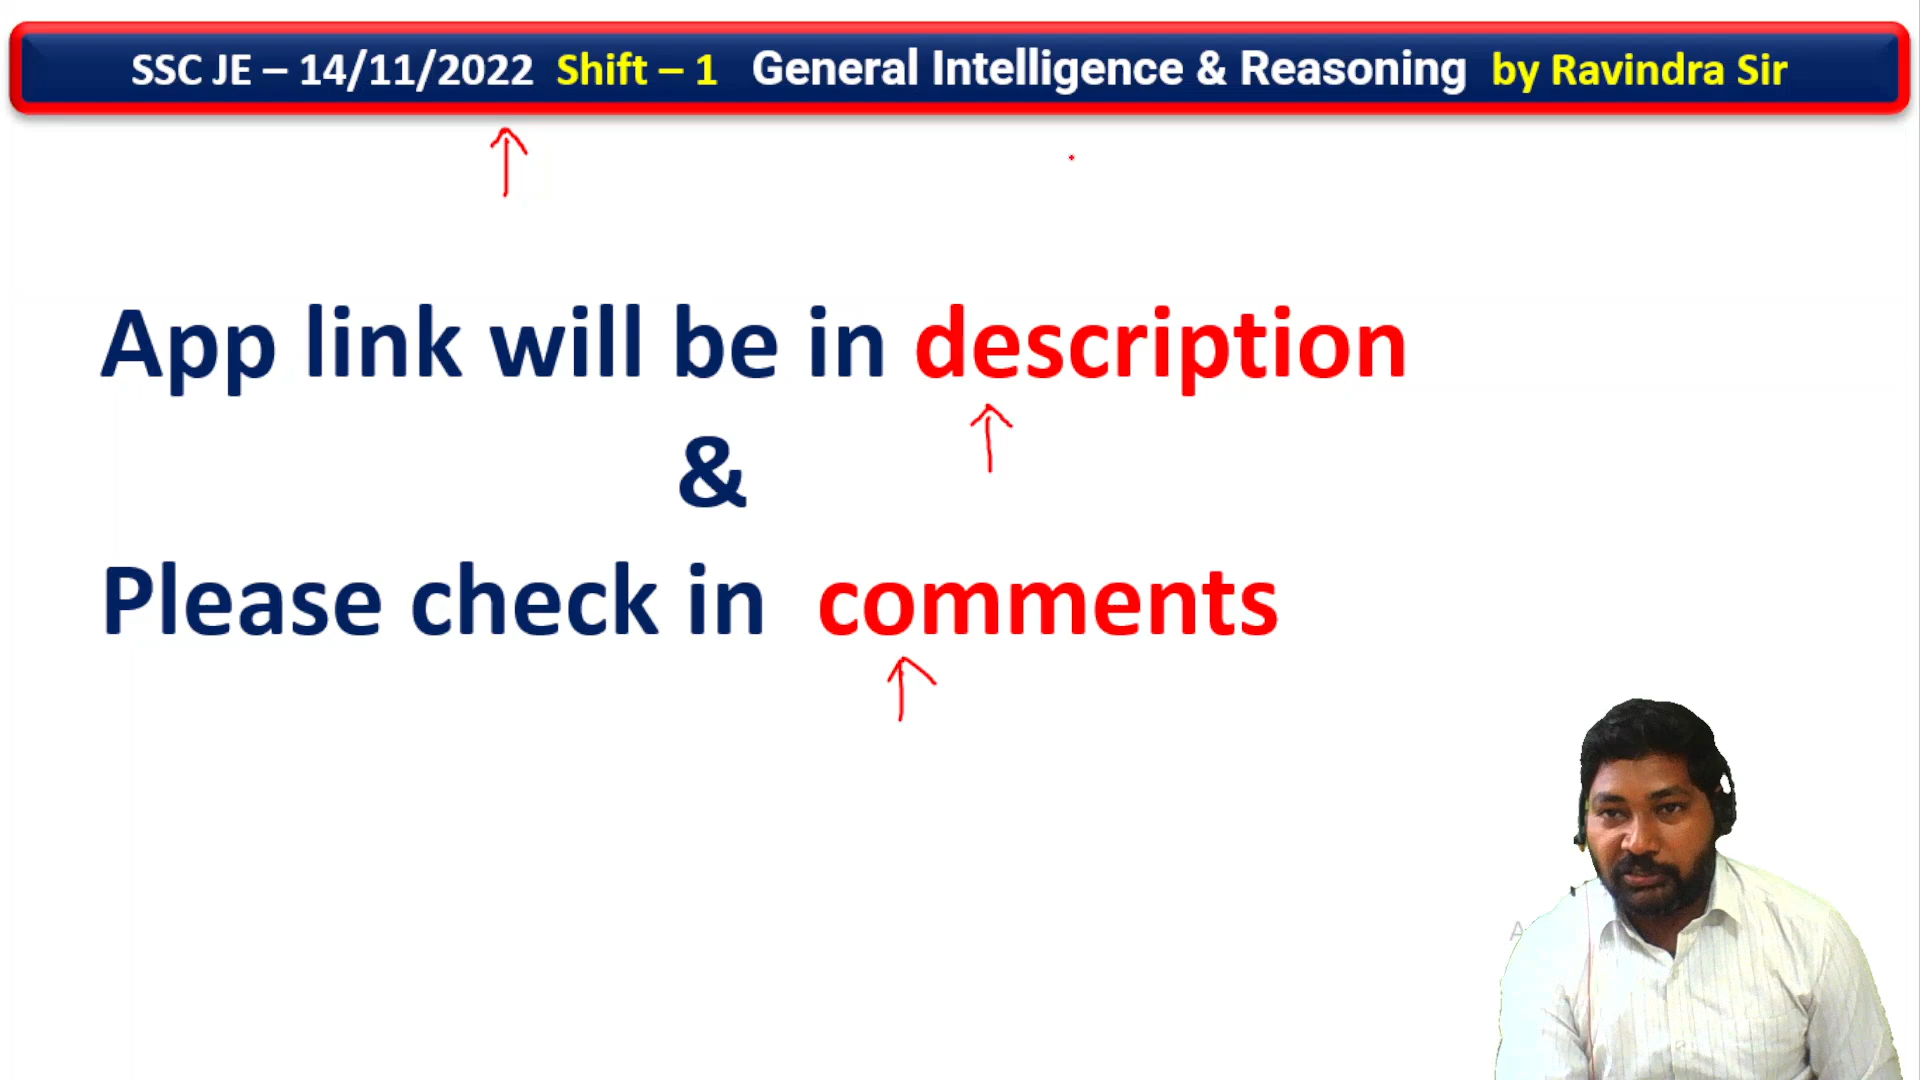 SSC JE – 14/11/2022 Shift – 1 General Intelligence & Reasoning by Ravindra Sir
App link will be in description
&
Please check in comments